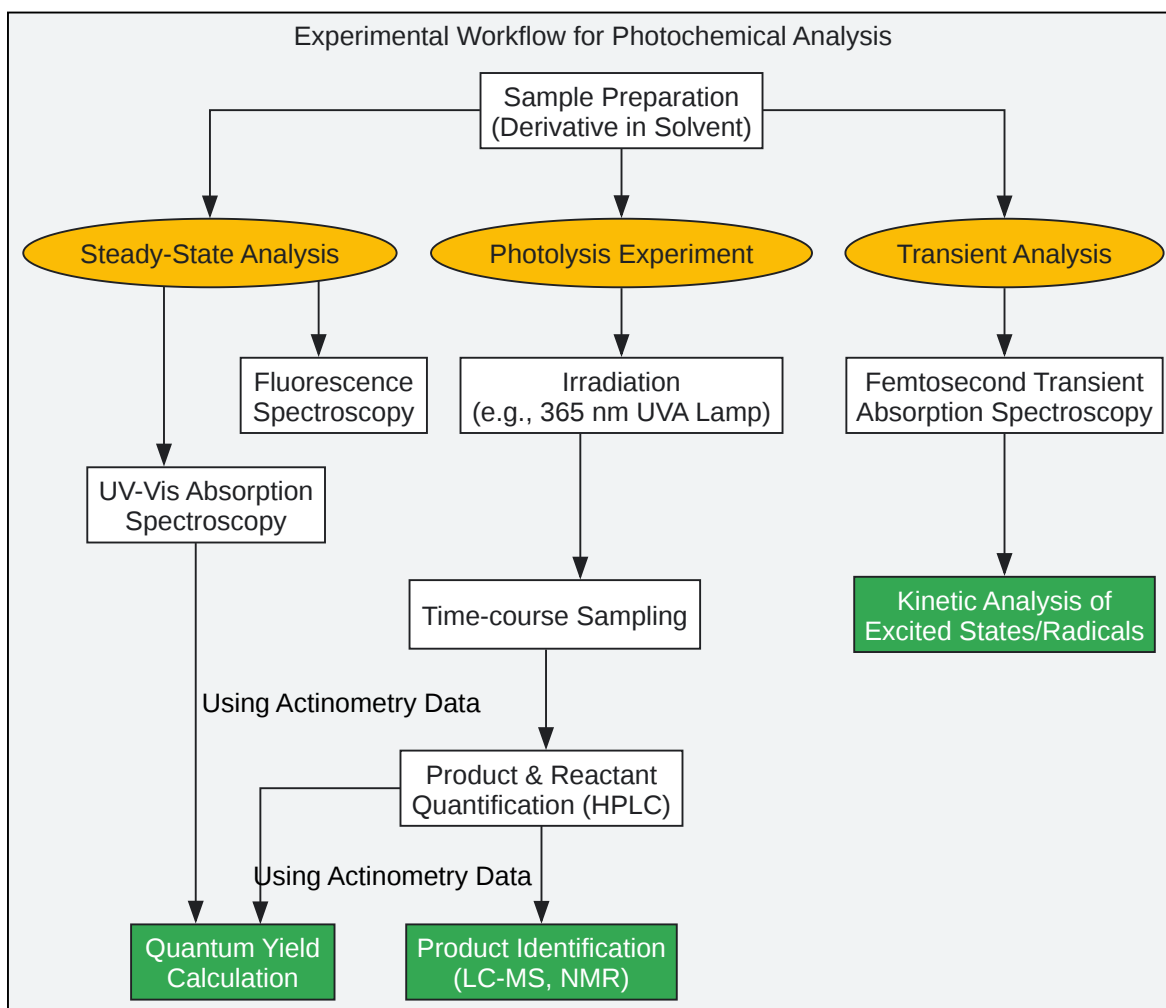 Experimental Workflow for Photochemical Analysis
Sample Preparation
(Derivative in Solvent)
Steady-State Analysis
Photolysis Experiment
Transient Analysis
Fluorescence
Spectroscopy
Irradiation
(e.g., 365 nm UVA Lamp)
Femtosecond Transient
Absorption Spectroscopy
UV-Vis Absorption
Spectroscopy
Time-course Sampling
Kinetic Analysis of
Excited States/Radicals
Using Actinometry Data
Product & Reactant
Quantification (HPLC)
Using Actinometry Data
Quantum Yield
Calculation
Product Identification
(LC-MS, NMR)